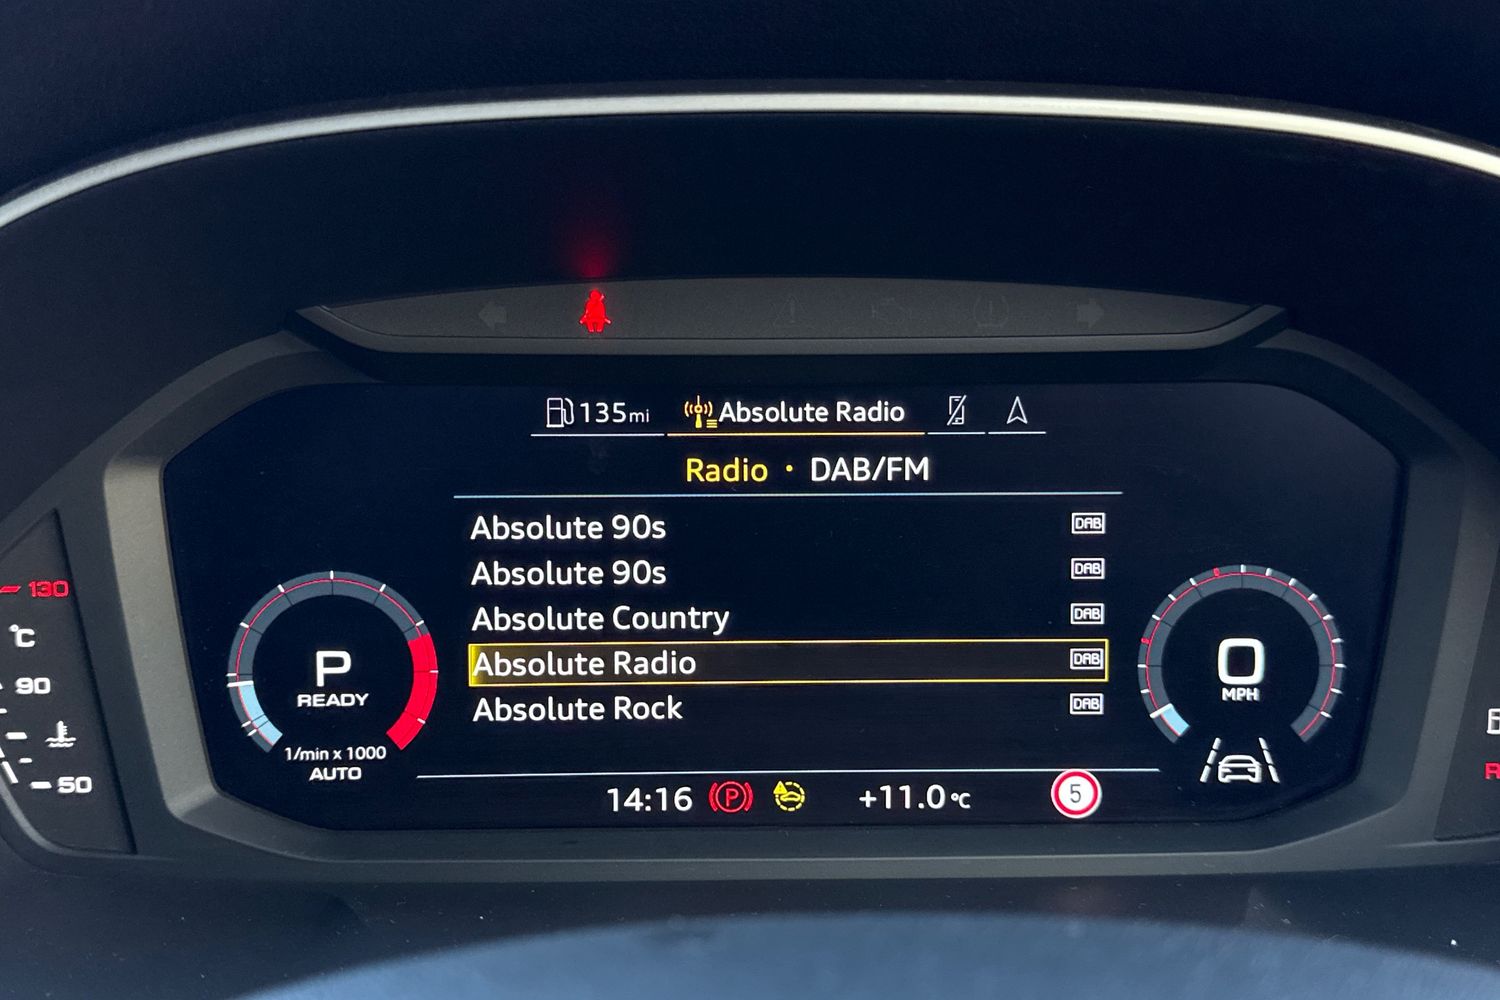 135mi
Absolute Radio
Radio • DAB/FM
Absolute 90s DAB
Absolute 90s DAB
Absolute Country DAB
Absolute Radio DAB
Absolute Rock DAB
130
°C
90
50
P
READY
1/min x 1000
AUTO
0
MPH
14:16 P +11.0°C 5
R